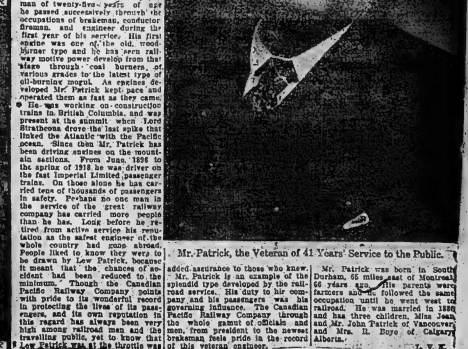 man of twenty-five years of age
he passed successively through the
occupations of brakeman, conductor
fireman, and engineer during the
first year of his service. His first
engine was one of the old, wood-
burner type and he has seen rail-
way motive power develop from that
stage through coal burners of
various grades to the latest type of
oil-burning mogul. As engines de-
veloped Mr. Patrick kept pace and
operated them as fast as they came.
He was working on construction
trains in British Columbia, and was
present at the summit when Lord
Strathcona drove the last spike that
linked the Atlantic with the Pacific
ocean. Since then Mr. Patrick has
been driving engines on the mount-
ain sections. From June, 1896 to
the spring of 1918, he was driver on
the fast Imperial Limited passenger
trains. On those alone he has car-
ried tens of thousands of passengers
in safety. Perhaps no one man in
the service of the great railway
company has carried more people
than he has. Long before he re-
tired from active service his repu-
tation as the safest engineer of the
whole country had gone abroad.
People liked to know they were to
be drawn by Lew Patrick, because
it meant that the chances of ac-
cident had been reduced to the
minimum. Though the Canadian
Pacific Railway Company points
with pride to its wonderful record
in protecting the lives of its pass-
engers, and its own reputation in
this regard has always been very
high among railroad men and the
travelling public, yet to know that
Lew Patrick was at the throttle was
Mr. Patrick, the Veteran of 41 Years' Service to the Public.
added assurance to those who knew.
Mr. Patrick is an example of the
splendid type developed by the rail-
road service. His duty to his com-
pany and his passengers was his
governing influence. The Canadian
Pacific Railway Company through
the whole gamut of officials and
men, from president to the newest
brakeman feels pride in the record
of this veteran engineer.
Mr. Patrick was born in South
Durham, 65 miles east of Montreal
66 years ago. His parents were
farmers and he followed the same
occupation until he went west to
railroad. He was married in 1886
and has three children, Miss Jean
and Mr. John Patrick of Vancouver
and Mrs. H. Boyes of Calgary
Alberta.